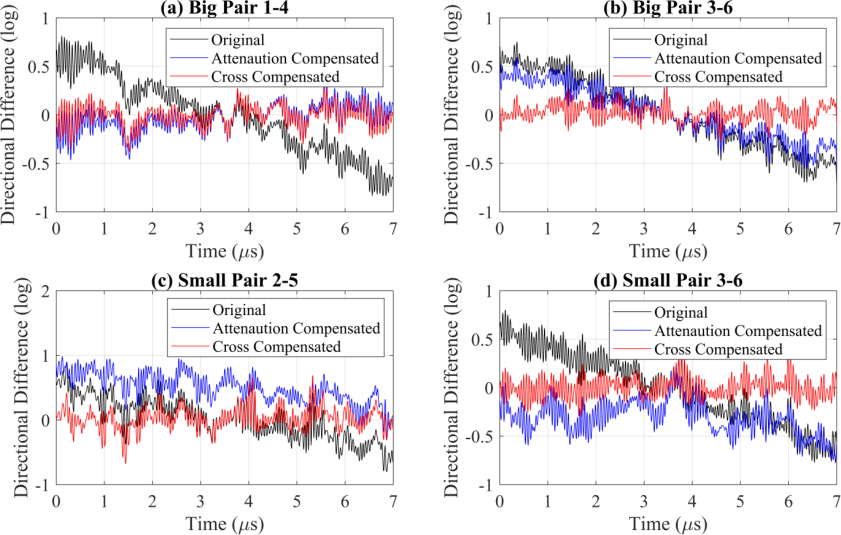 (a) Big Pair 1-4
Directional Difference (log)
1
0.5
0
-0.5
-1
Original
Attenaution Compensated
Cross Compensated
0 1 2 3 4 5 6 7
Time (μs)
(b) Big Pair 3-6
Directional Difference (log)
1
0.5
0
-0.5
-1
Original
Attenaution Compensated
Cross Compensated
0 1 2 3 4 5 6 7
Time (μs)
(c) Small Pair 2-5
Directional Difference (log)
2
1
0
-1
Original
Attenaution Compensated
Cross Compensated
0 1 2 3 4 5 6 7
Time (μs)
(d) Small Pair 3-6
Directional Difference (log)
1
0.5
0
-0.5
-1
Original
Attenaution Compensated
Cross Compensated
0 1 2 3 4 5 6 7
Time (μs)